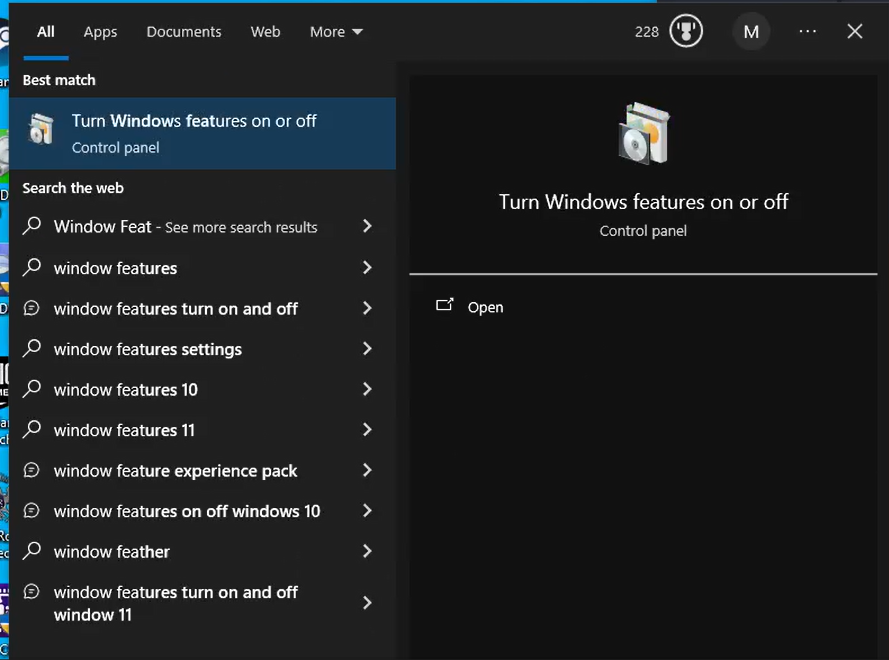 All
Apps
Documents
Web
More
228
M
Best match
Turn Windows features on or off
Control panel
Search the web
Window Feat - See more search results
window features
window features turn on and off
window features settings
window features 10
window features 11
window feature experience pack
window features on off windows 10
window feather
window features turn on and off
window 11
Turn Windows features on or off
Control panel
Open